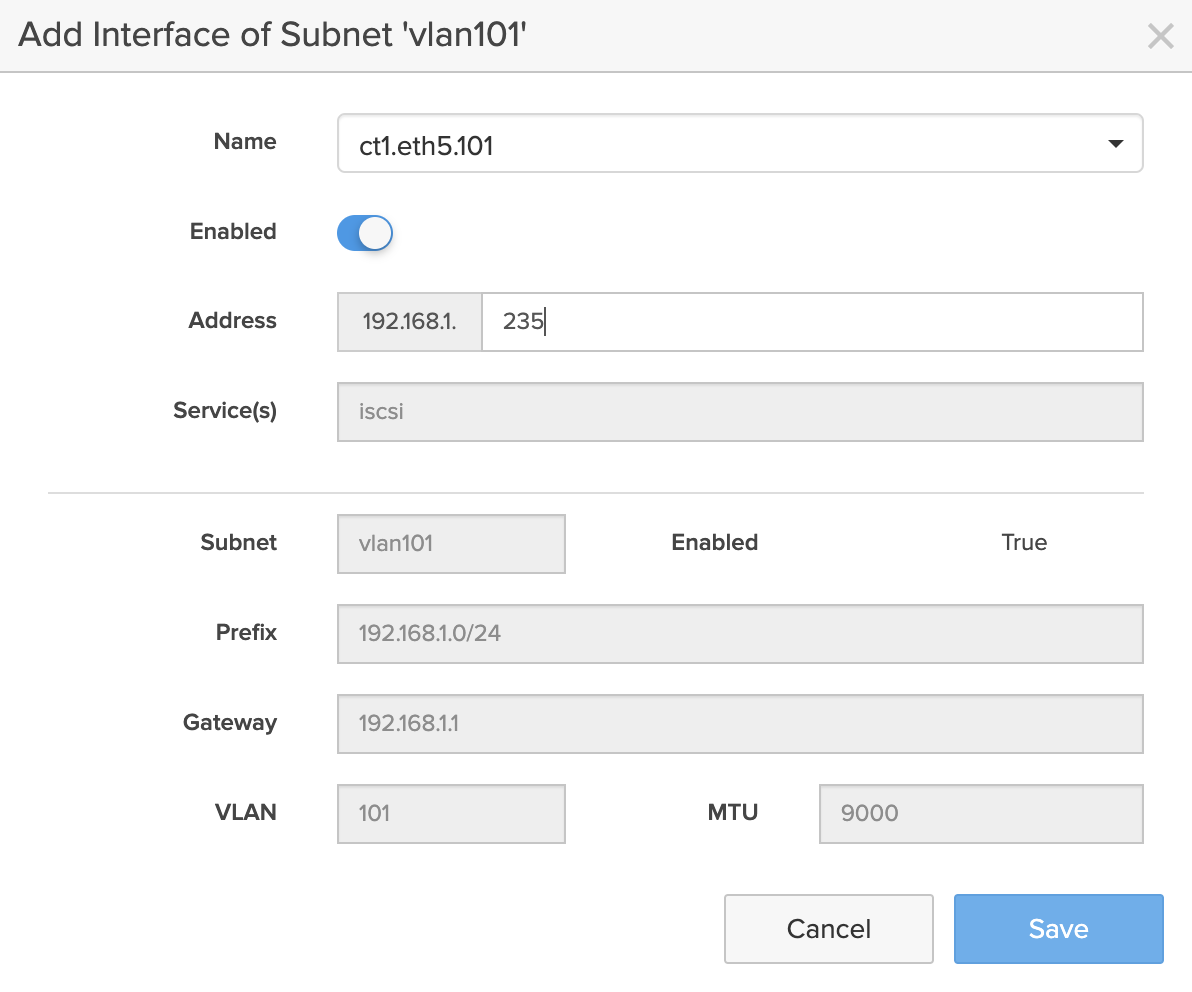 Add Interface of Subnet 'vlan101'
Name ct1.eth5.101
Enabled
Address 192.168.1. 235
Service(s) iscsi
Subnet vlan101 Enabled True
Prefix 192.168.1.0/24
Gateway 192.168.1.1
VLAN 101 MTU 9000
Cancel Save